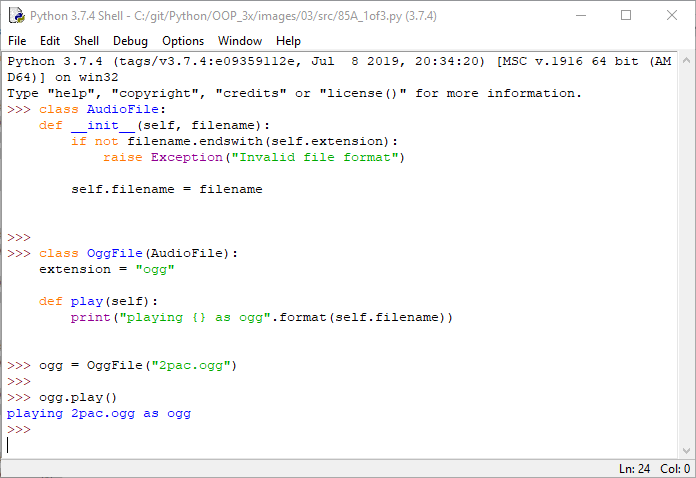 Python 3.7.4 Shell - C:/git/Python/OOP_3x/images/03/src/85A_1of3.py (3.7.4)
File Edit Shell Debug Options Window Help
Python 3.7.4 (tags/v3.7.4:e09359112e, Jul  8 2019, 20:34:20) [MSC v.1916 64 bit (AM
D64)] on win32
Type "help", "copyright", "credits" or "license()" for more information.
>>> class AudioFile:
    def __init__(self, filename):
        if not filename.endswith(self.extension):
            raise Exception("Invalid file format")
        self.filename = filename
>>>
>>> class OggFile(AudioFile):
    extension = "ogg"
    def play(self):
        print("playing {} as ogg".format(self.filename))
>>> ogg = OggFile("2pac.ogg")
>>>
>>> ogg.play()
playing 2pac.ogg as ogg
>>>
Ln: 24 Col: 0